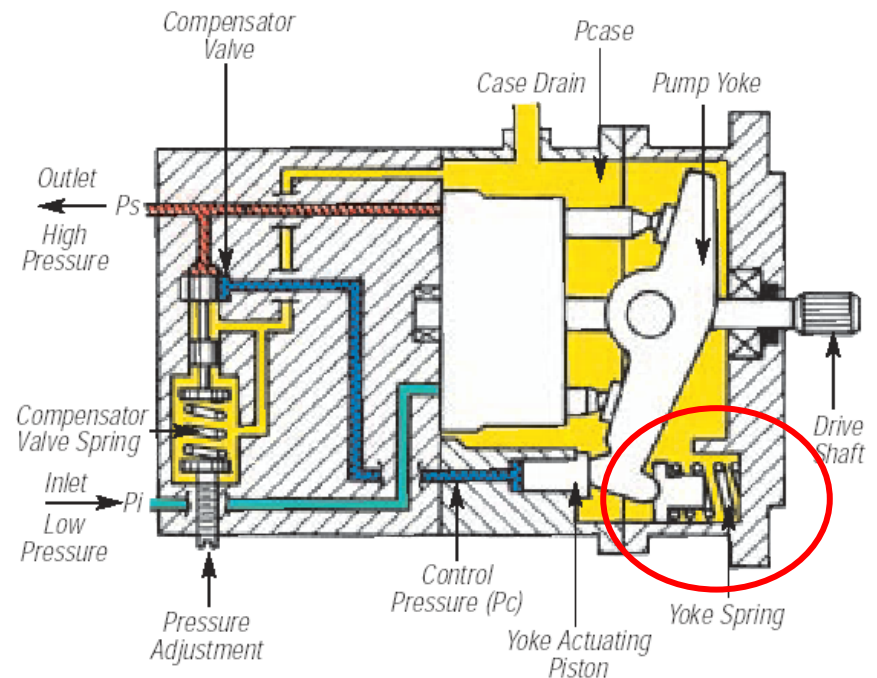 Compensator
Valve
Pcase
Case Drain
Pump Yoke
Outlet
Ps
High
Pressure
Compensator
Valve Spring
Inlet
Pi
Low
Pressure
Drive
Shaft
Control
Pressure (Pc)
Yoke Spring
Pressure
Adjustment
Yoke Actuating
Piston